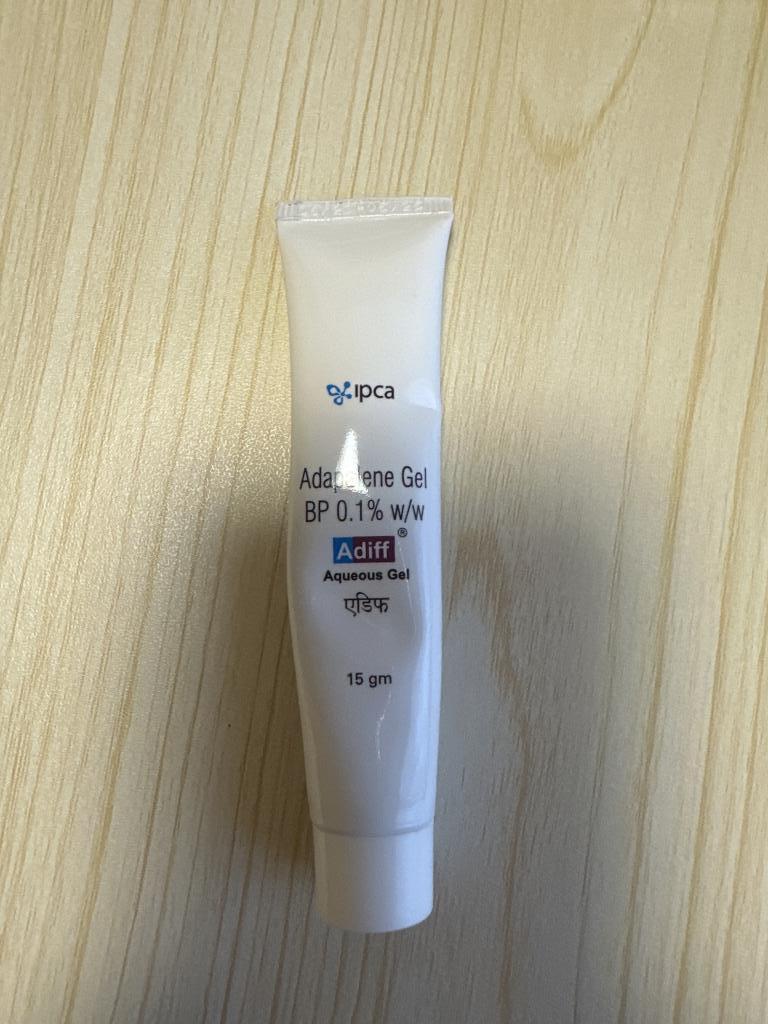 ipca
Adapalene Gel
BP 0.1% w/w
Adiff®
Aqueous Gel
एडिफ
15 gm